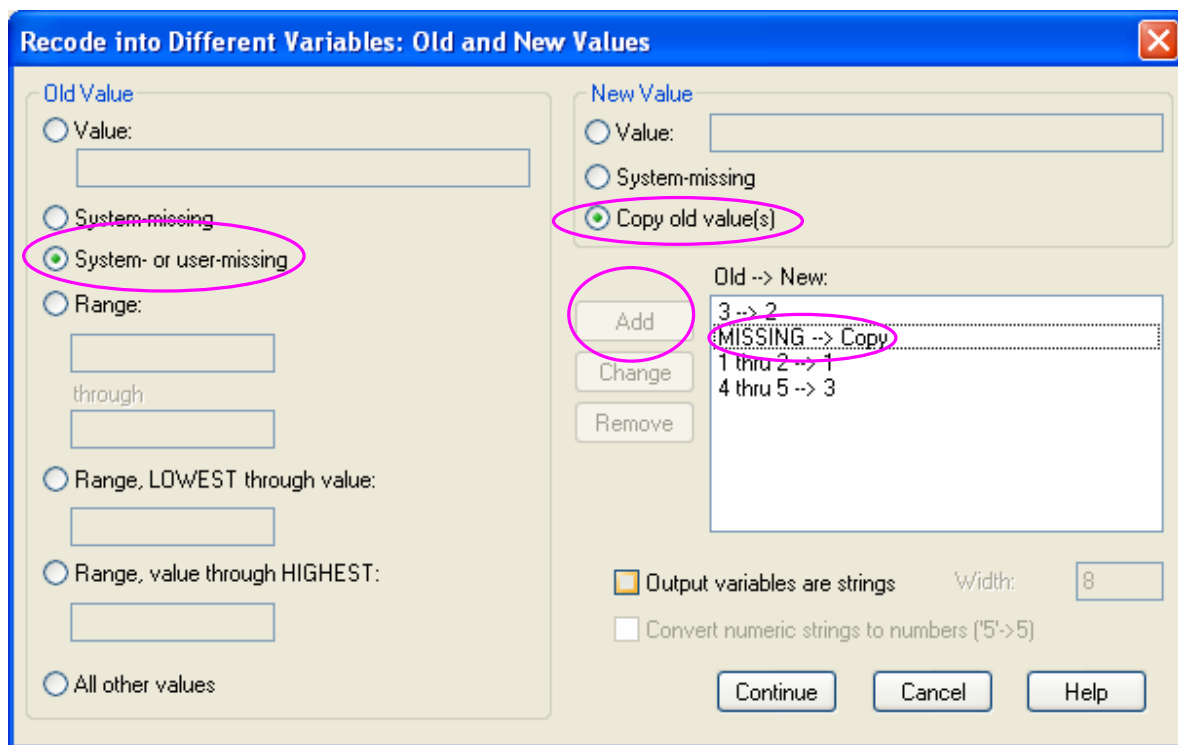 Recode into Different Variables: Old and New Values
Old Value
Value:
System-missing
System- or user-missing
Range:
through
Range, LOWEST through value:
Range, value through HIGHEST:
All other values
New Value
Value:
System-missing
Copy old value(s)
Old --> New:
3 --> 2
MISSING --> Copy
1 thru 2 --> 1
4 thru 5 --> 3
Add
Change
Remove
Output variables are strings Width: 8
Convert numeric strings to numbers ('5'->5)
Continue Cancel Help